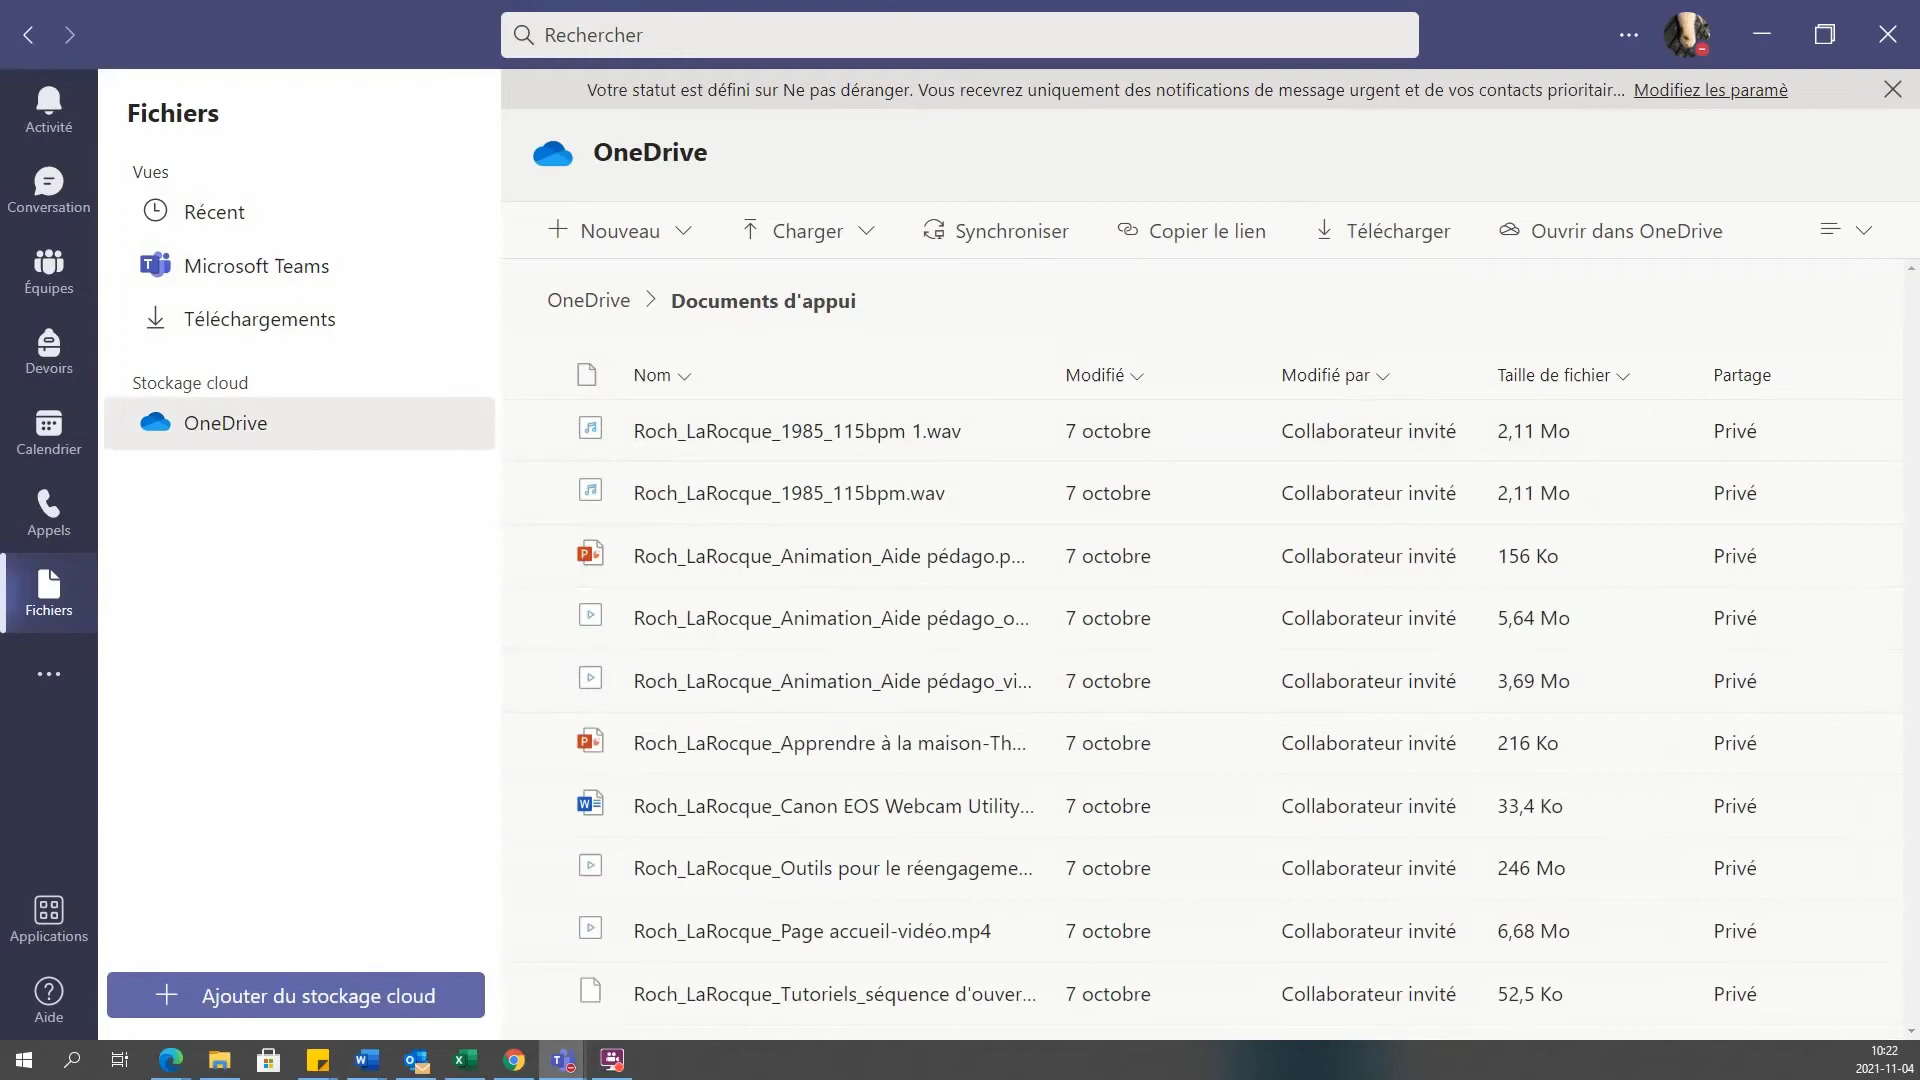 Rechercher
Votre statut est défini sur Ne pas déranger. Vous recevrez uniquement des notifications de message urgent et de vos contacts prioritair... Modifiez les paramè
Activité
Conversation
Équipes
Devoirs
Calendrier
Appels
Fichiers
Applications
Aide
Fichiers
Vues
Récent
Microsoft Teams
Téléchargements
Stockage cloud
OneDrive
Ajouter du stockage cloud
OneDrive
Nouveau Charger Synchroniser Copier le lien Télécharger Ouvrir dans OneDrive
OneDrive > Documents d'appui
Nom Modifié Modifié par Taille de fichier Partage
Roch_LaRocque_1985_115bpm 1.wav 7 octobre Collaborateur invité 2,11 Mo Privé
Roch_LaRocque_1985_115bpm.wav 7 octobre Collaborateur invité 2,11 Mo Privé
Roch_LaRocque_Animation_Aide pédago.p... 7 octobre Collaborateur invité 156 Ko Privé
Roch_LaRocque_Animation_Aide pédago_o... 7 octobre Collaborateur invité 5,64 Mo Privé
Roch_LaRocque_Animation_Aide pédago_vi... 7 octobre Collaborateur invité 3,69 Mo Privé
Roch_LaRocque_Apprendre à la maison-Th... 7 octobre Collaborateur invité 216 Ko Privé
Roch_LaRocque_Canon EOS Webcam Utility... 7 octobre Collaborateur invité 33,4 Ko Privé
Roch_LaRocque_Outils pour le réengageme... 7 octobre Collaborateur invité 246 Mo Privé
Roch_LaRocque_Page accueil-vidéo.mp4 7 octobre Collaborateur invité 6,68 Mo Privé
Roch_LaRocque_Tutoriels_séquence d'ouver... 7 octobre Collaborateur invité 52,5 Ko Privé
10:22
2021-11-04